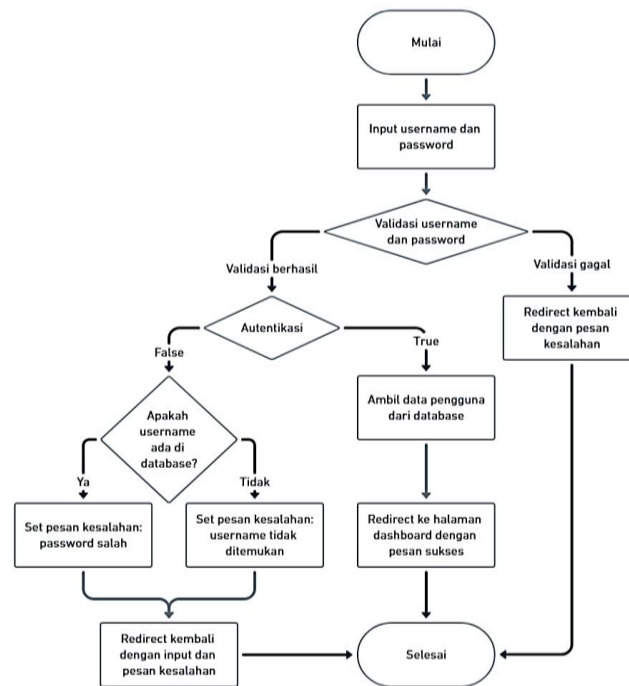 Mulai
Input username dan
password
Validasi username
dan password
Validasi berhasil
Validasi gagal
Autentikasi
Redirect kembali
dengan pesan
kesalahan
False
True
Apakah
username
ada di
database?
Ambil data pengguna
dari database
Ya
Tidak
Set pesan kesalahan:
password salah
Set pesan kesalahan:
username tidak
ditemukan
Redirect ke halaman
dashboard dengan
pesan sukses
Redirect kembali
dengan input dan
pesan kesalahan
Selesai